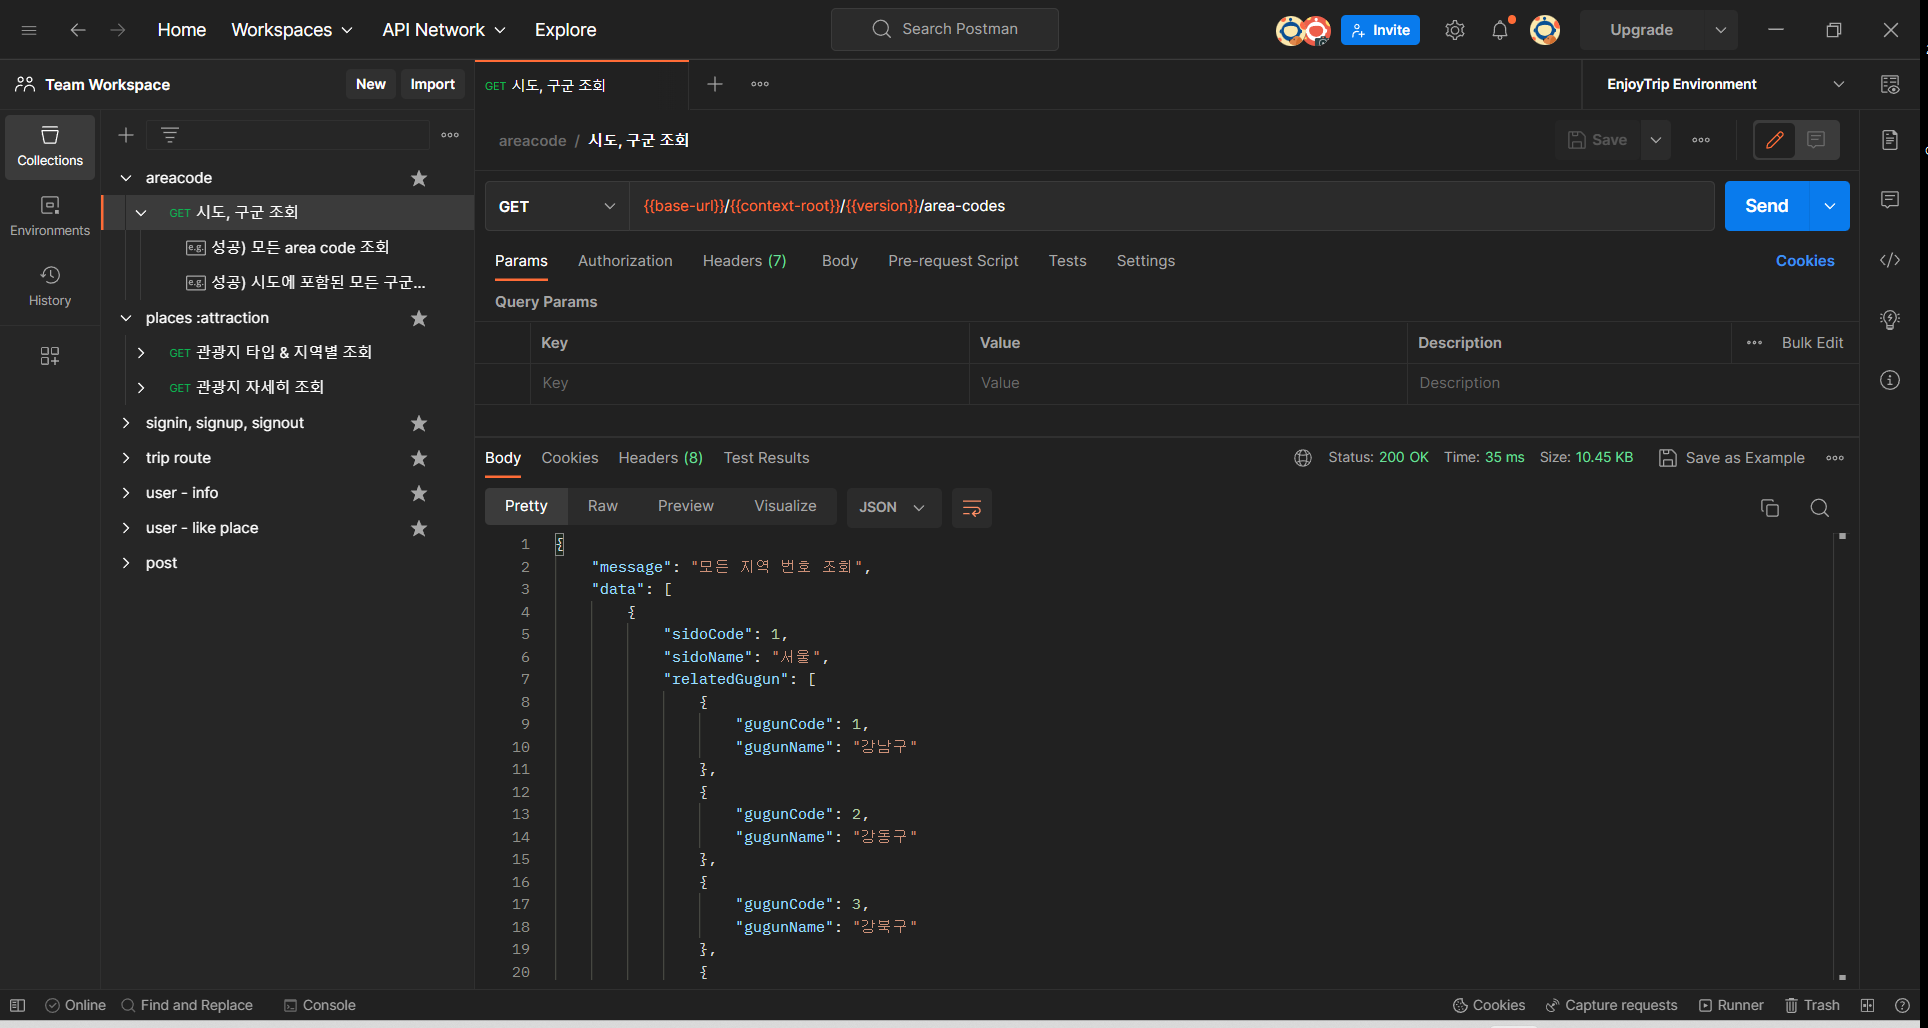 Home Workspaces API Network Explore Search Postman Invite Upgrade
Team Workspace New Import GET 시도, 구군 조회 EnjoyTrip Environment
Collections
Environments
History
areacode
GET 시도, 구군 조회
e.g. 성공) 모든 area code 조회
e.g. 성공) 시도에 포함된 모든 구군...
places :attraction
GET 관광지 타입 & 지역별 조회
GET 관광지 자세히 조회
signin, signup, signout
trip route
user - info
user - like place
post
areacode / 시도, 구군 조회 Save
GET {{base-url}}/{{context-root}}/{{version}}/area-codes Send
Params Authorization Headers (7) Body Pre-request Script Tests Settings Cookies
Query Params
Key Value Description Bulk Edit
Key Value Description
Body Cookies Headers (8) Test Results Status: 200 OK Time: 35 ms Size: 10.45 KB Save as Example
Pretty Raw Preview Visualize JSON
1 {
2 "message": "모든 지역 번호 조회",
3 "data": [
4 {
5 "sidoCode": 1,
6 "sidoName": "서울",
7 "relatedGugun": [
8 {
9 "gugunCode": 1,
10 "gugunName": "강남구"
11 },
12 {
13 "gugunCode": 2,
14 "gugunName": "강동구"
15 },
16 {
17 "gugunCode": 3,
18 "gugunName": "강북구"
19 },
20 {
Online Find and Replace Console Cookies Capture requests Runner Trash